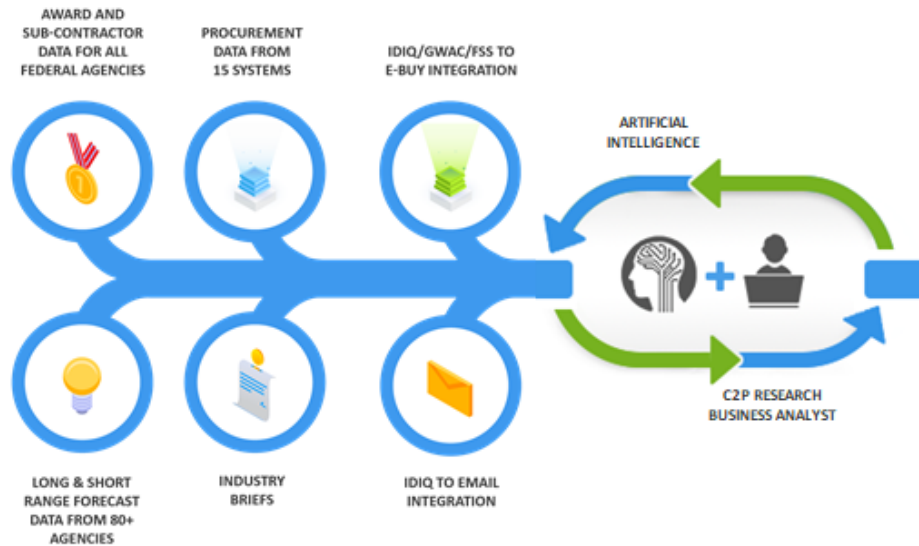 AWARD AND
SUB-CONTRACTOR
DATA FOR ALL
FEDERAL AGENCIES
PROCUREMENT
DATA FROM
15 SYSTEMS
IDIQ/GWAC/FSS TO
E-BUY INTEGRATION
ARTIFICIAL
INTELLIGENCE
1
C2P RESEARCH
BUSINESS ANALYST
LONG & SHORT
RANGE FORECAST
DATA FROM 80+
AGENCIES
INDUSTRY
BRIEFS
IDIQ TO EMAIL
INTEGRATION